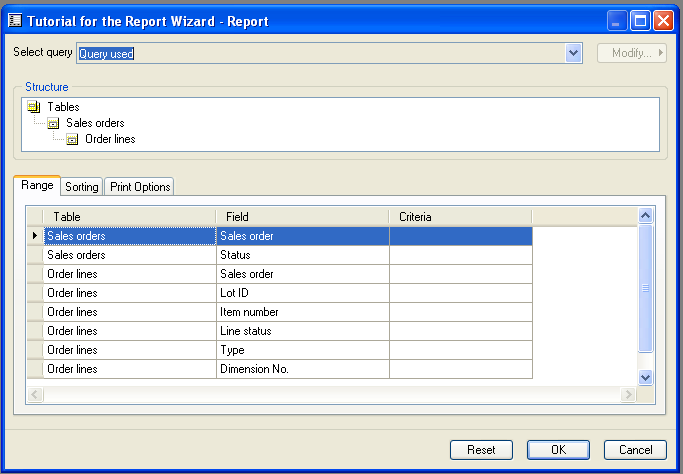 Tutorial for the Report Wizard - Report
Select query Query used Modify...
Structure
Tables
Sales orders
Order lines
Range Sorting Print Options
Table Field Criteria
Sales orders Sales order
Sales orders Status
Order lines Sales order
Order lines Lot ID
Order lines Item number
Order lines Line status
Order lines Type
Order lines Dimension No.
Reset OK Cancel